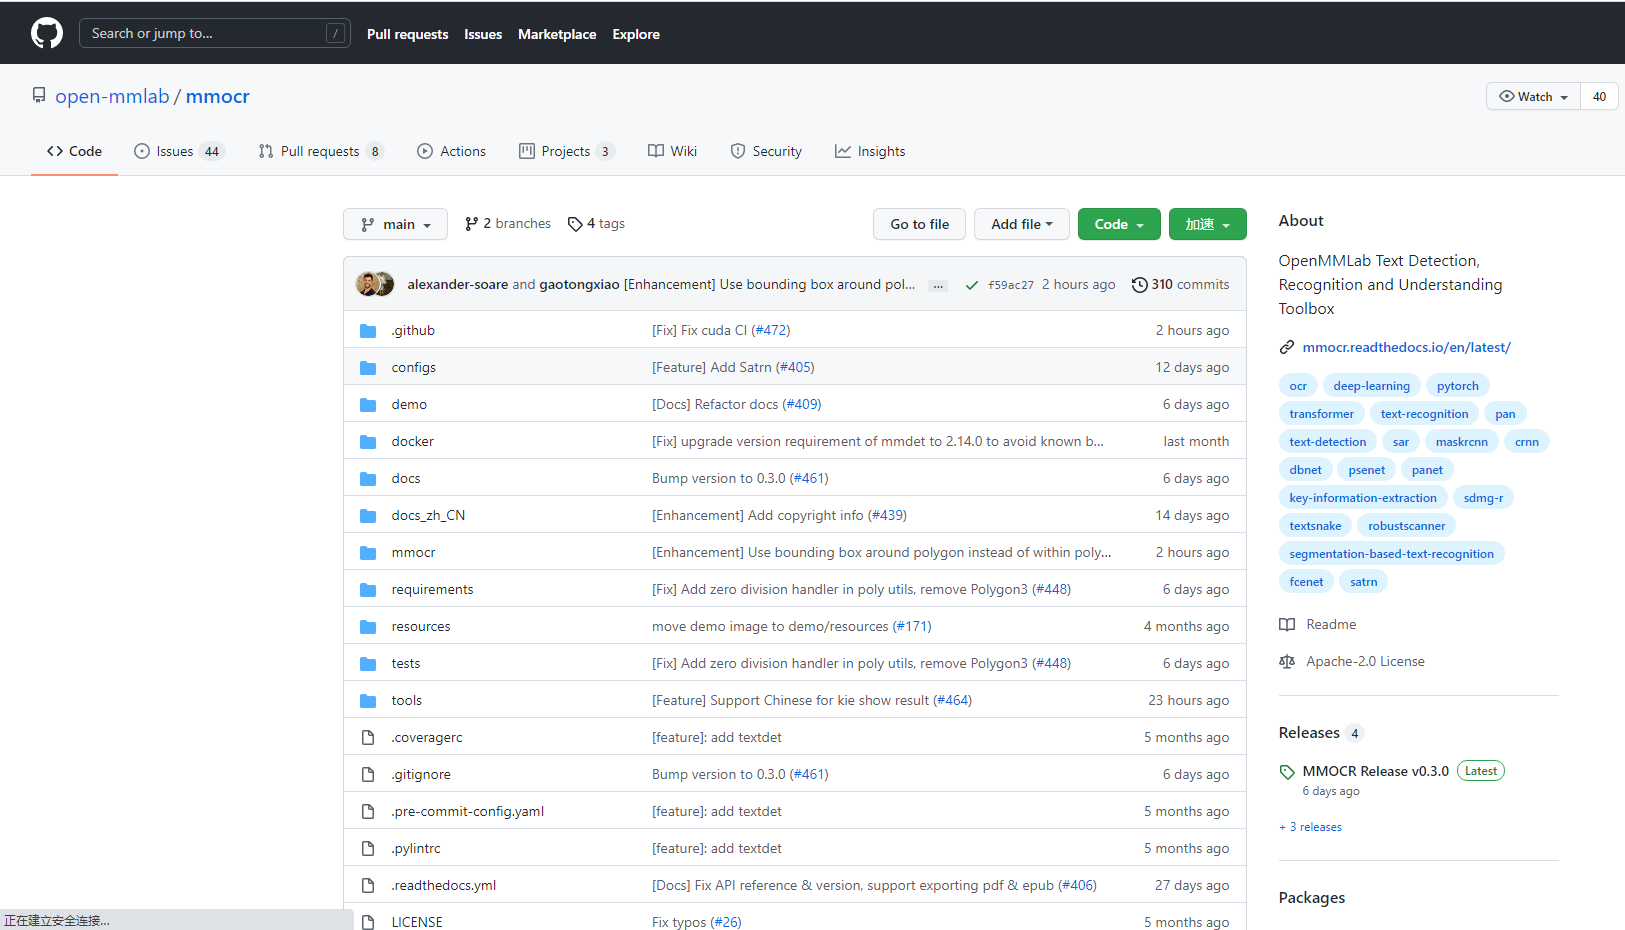 Search or jump to... /
Pull requests Issues Marketplace Explore
open-mmlab / mmocr
Watch 40
Code Issues 44 Pull requests 8 Actions Projects 3 Wiki Security Insights
main 2 branches 4 tags Go to file Add file Code 加速
alexander-soare and gaotongxiao [Enhancement] Use bounding box around pol... ... f59ac27 2 hours ago 310 commits
.github [Fix] Fix cuda CI (#472) 2 hours ago
configs [Feature] Add Satrn (#405) 12 days ago
demo [Docs] Refactor docs (#409) 6 days ago
docker [Fix] upgrade version requirement of mmdet to 2.14.0 to avoid known b... last month
docs Bump version to 0.3.0 (#461) 6 days ago
docs_zh_CN [Enhancement] Add copyright info (#439) 14 days ago
mmocr [Enhancement] Use bounding box around polygon instead of within poly... 2 hours ago
requirements [Fix] Add zero division handler in poly utils, remove Polygon3 (#448) 6 days ago
resources move demo image to demo/resources (#171) 4 months ago
tests [Fix] Add zero division handler in poly utils, remove Polygon3 (#448) 6 days ago
tools [Feature] Support Chinese for kie show result (#464) 23 hours ago
.coveragerc [feature]: add textdet 5 months ago
.gitignore Bump version to 0.3.0 (#461) 6 days ago
.pre-commit-config.yaml [feature]: add textdet 5 months ago
.pylintrc [feature]: add textdet 5 months ago
.readthedocs.yml [Docs] Fix API reference & version, support exporting pdf & epub (#406) 27 days ago
LICENSE Fix typos (#26) 5 months ago
About
OpenMMLab Text Detection,
Recognition and Understanding
Toolbox
mmocr.readthedocs.io/en/latest/
ocr deep-learning pytorch
transformer text-recognition pan
text-detection sar maskrcnn crnn
dbnet psenet panet
key-information-extraction sdmg-r
textsnake robustscanner
segmentation-based-text-recognition
fcenet satrn
Readme
Apache-2.0 License
Releases 4
MMOCR Release v0.3.0 Latest
6 days ago
+ 3 releases
Packages
正在建立安全连接...